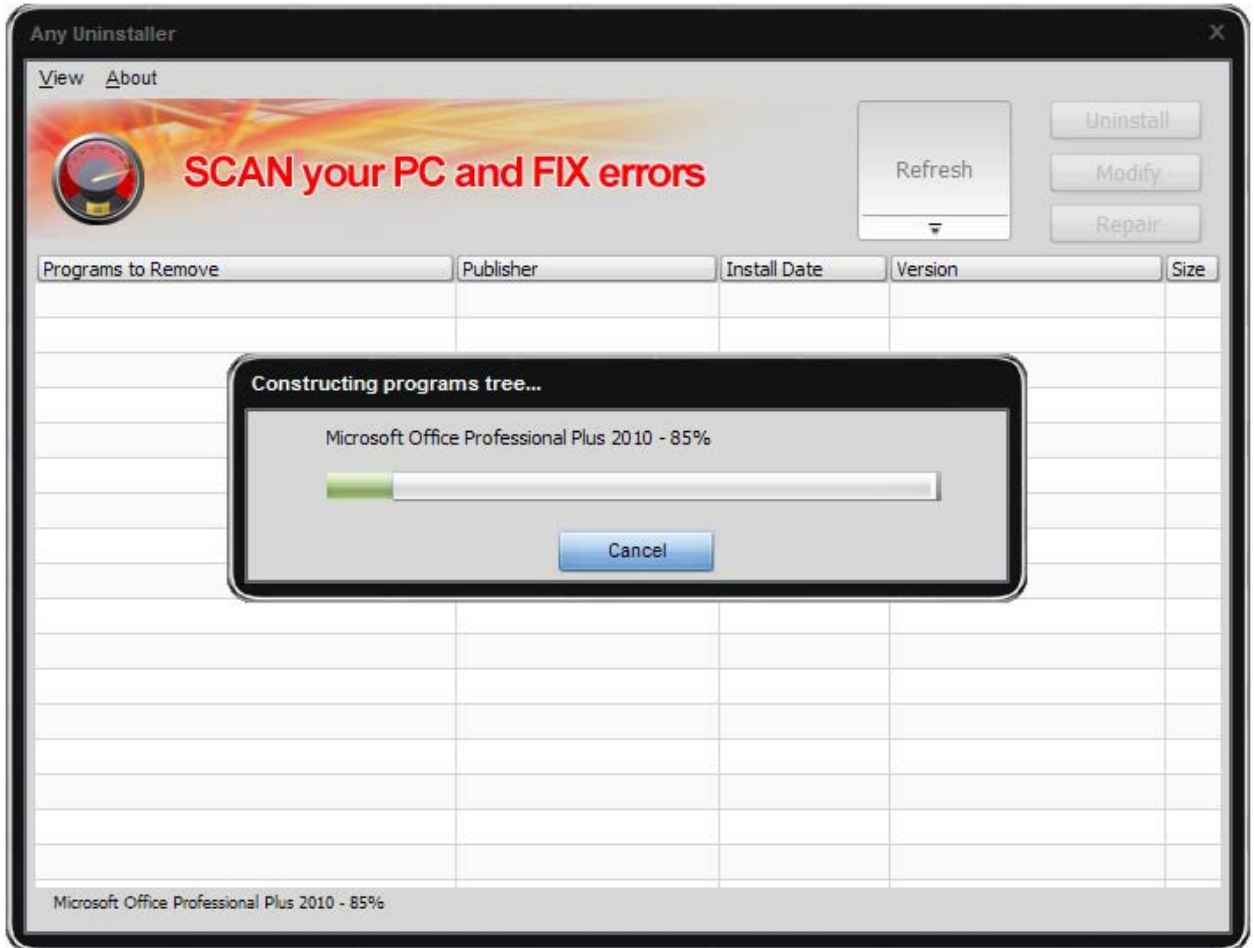 Any Uninstaller
View About
SCAN your PC and FIX errors
Refresh
Uninstall
Modify
Repair
Programs to Remove Publisher Install Date Version Size
Constructing programs tree...
Microsoft Office Professional Plus 2010 - 85%
Cancel
Microsoft Office Professional Plus 2010 - 85%